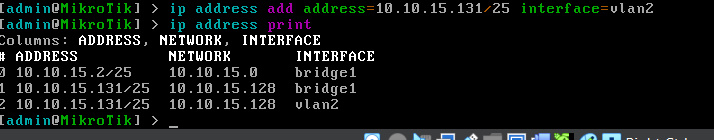 [admin@MikroTik] > ip address add address=10.10.15.131/25 interface=vlan2
[admin@MikroTik] > ip address print
Columns: ADDRESS, NETWORK, INTERFACE
# ADDRESS NETWORK INTERFACE
0 10.10.15.2/25 10.10.15.0 bridge1
1 10.10.15.131/25 10.10.15.128 bridge1
2 10.10.15.131/25 10.10.15.128 vlan2
[admin@MikroTik] > _